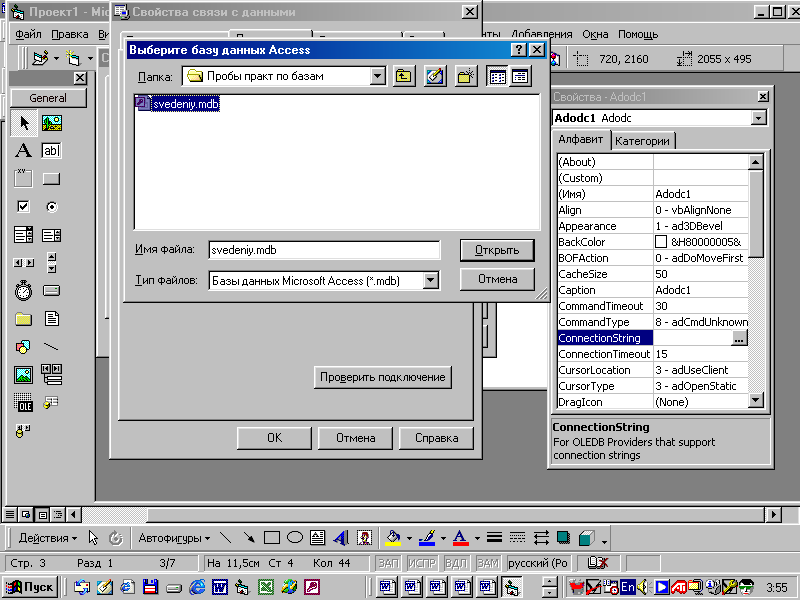 Проект1 - Mic
Свойства связи с данными
Файл Правка Ви
нты Добавления Окна Помощь
720, 2160
2055 x 495
General
Выберите базу данных Access
Папка: Пробы практ по базам
svedeniy.mdb
Имя файла: svedeniy.mdb
Открыть
Тип файлов: Базы данных Microsoft Access (*.mdb)
Отмена
Проверить подключение
OK Отмена Справка
A ab|
xy
OLE
Свойства - Adodc1
Adodc1 Adodc
Алфавит Категории
(About)
(Custom)
(Имя) Adodc1
Align 0 - vbAlignNone
Appearance 1 - ad3DBevel
BackColor &H80000005&
BOFAction 0 - adDoMoveFirst
CacheSize 50
Caption Adodc1
CommandTimeout 30
CommandType 8 - adCmdUnknown
ConnectionString ...
ConnectionTimeout 15
CursorLocation 3 - adUseClient
CursorType 3 - adOpenStatic
DragIcon (None)
ConnectionString
For OLEDB Providers that support
connection strings
Действия Автофигуры
Стр. 3 Разд 1 3/7 На 11,5см Ст 4 Кол 44 ЗАП ИСПР ВДЛ ЗАМ русский (Ро
Пуск En 3:55